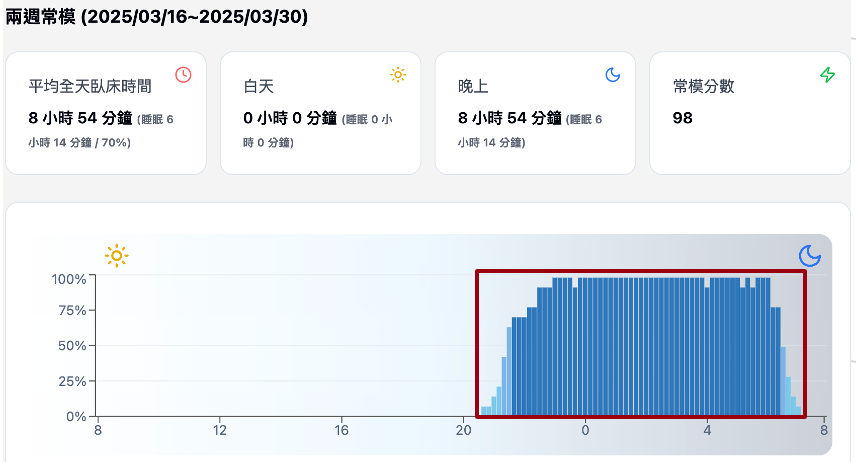 兩週常模 (2025/03/16~2025/03/30)
平均全天臥床時間
8 小時 54 分鐘 (睡眠 6
小時 14 分鐘 / 70%)
白天
0 小時 0 分鐘 (睡眠 0 小
時 0 分鐘)
晚上
8 小時 54 分鐘 (睡眠 6
小時 14 分鐘)
常模分數
98
100%
75%
50%
25%
0%
8 12 16 20 0 4 8